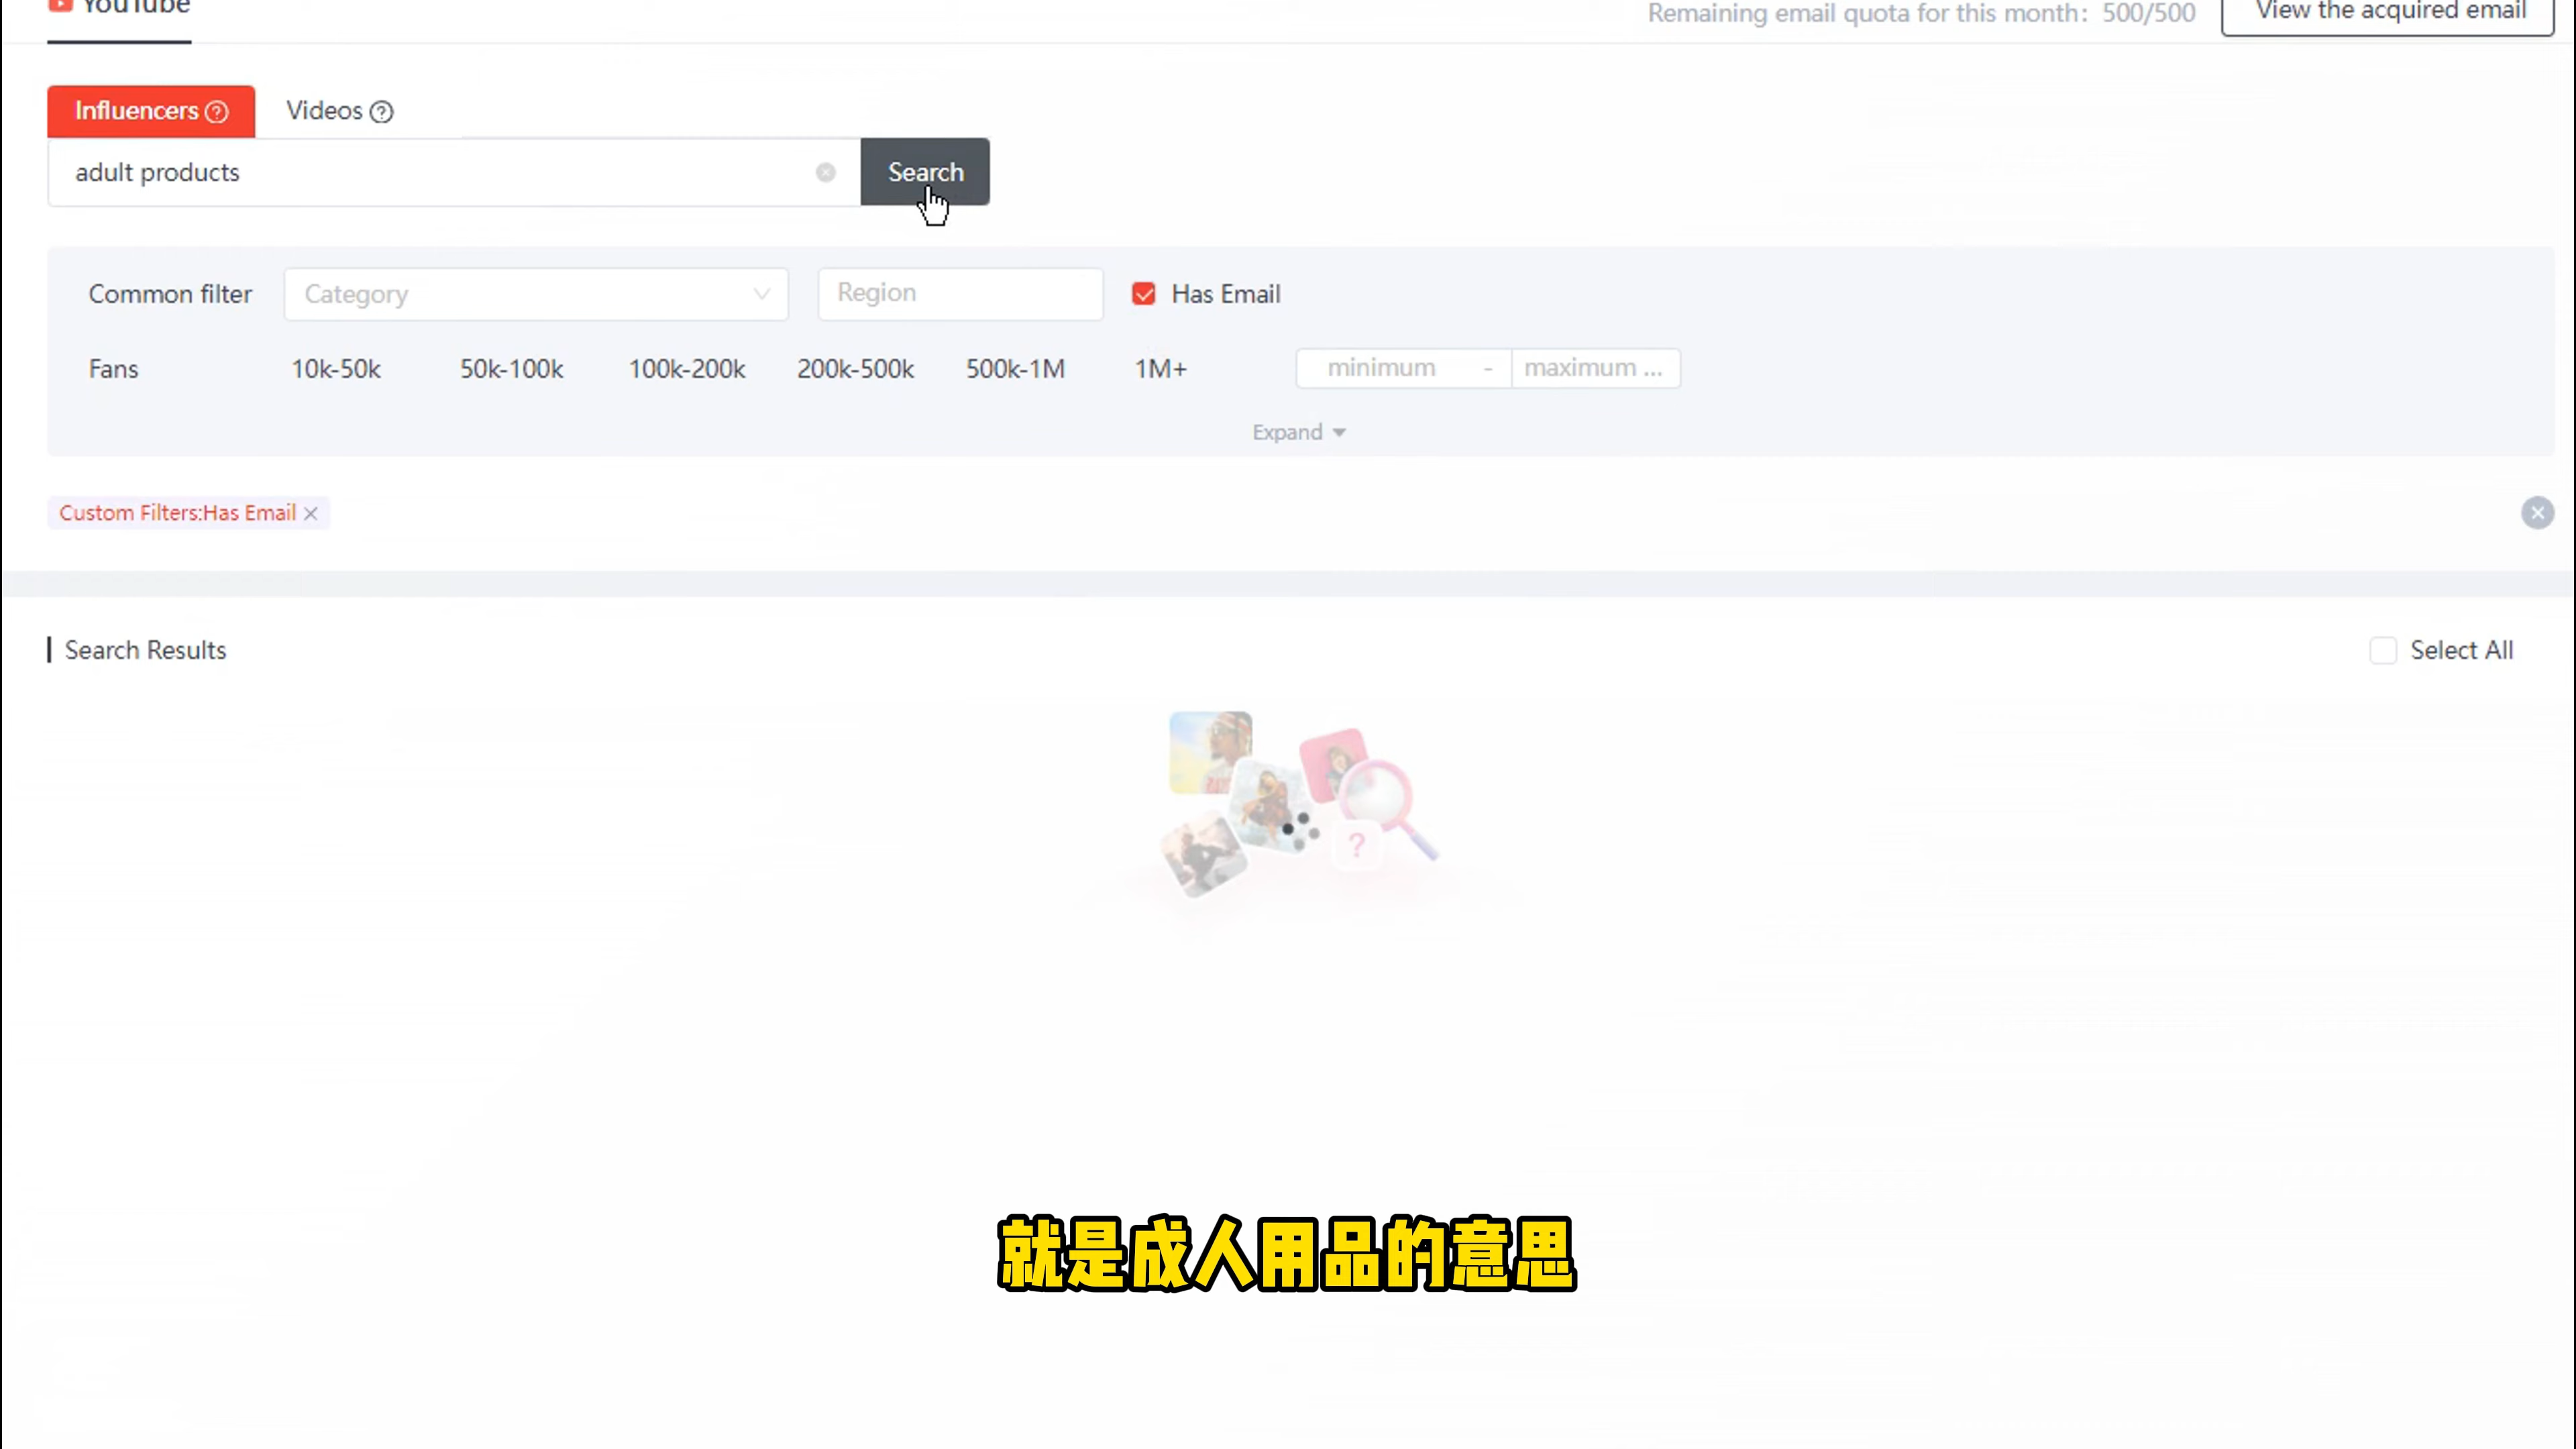 YouTube
Remaining email quota for this month: 500/500
View the acquired email
Influencers
Videos
adult products
Search
Common filter
Category
Region
Has Email
Fans
10k-50k
50k-100k
100k-200k
200k-500k
500k-1M
1M+
minimum
-
maximum ...
Expand
Custom Filters:Has Email
Search Results
Select All
?
就是成人用品的意思